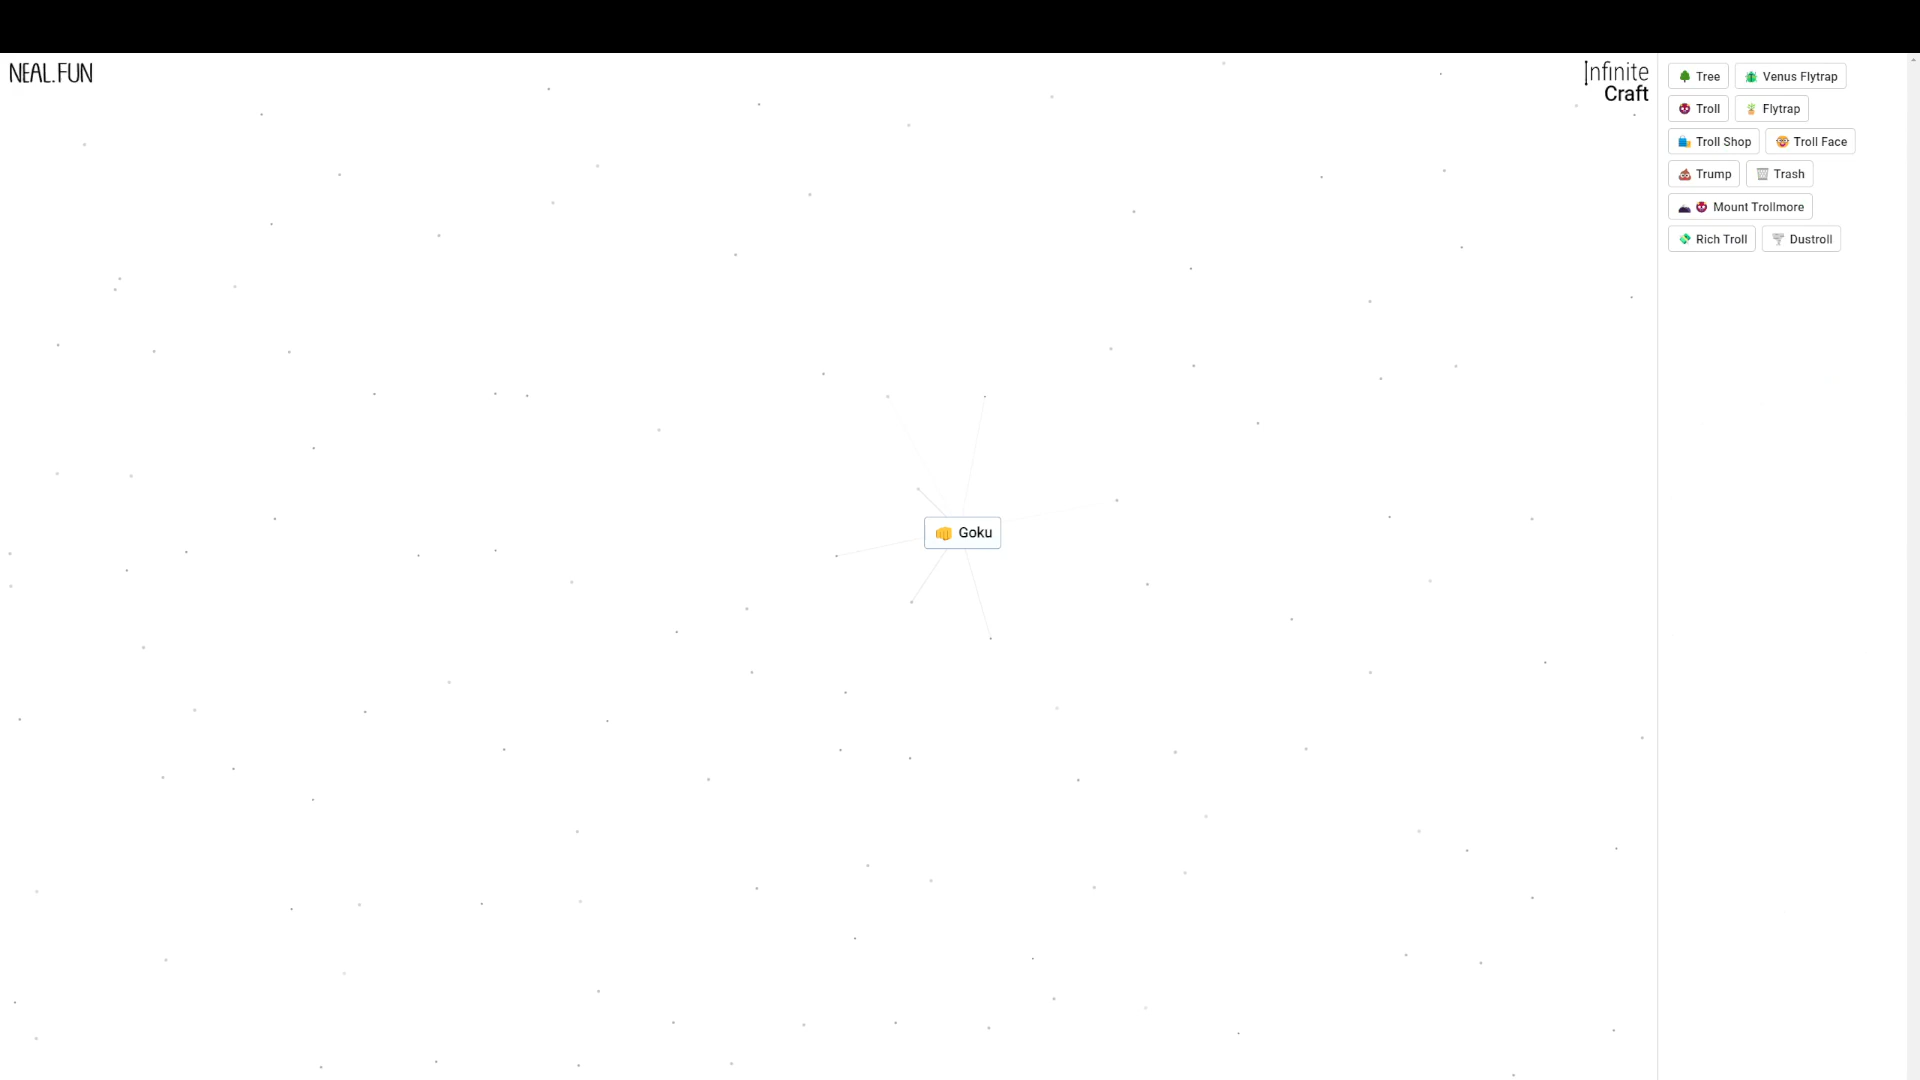 NEAL.FUN
Infinite
Craft
Tree
Venus Flytrap
Troll
Flytrap
Troll Shop
Troll Face
Trump
Trash
Mount Trollmore
Rich Troll
Dustroll
Goku